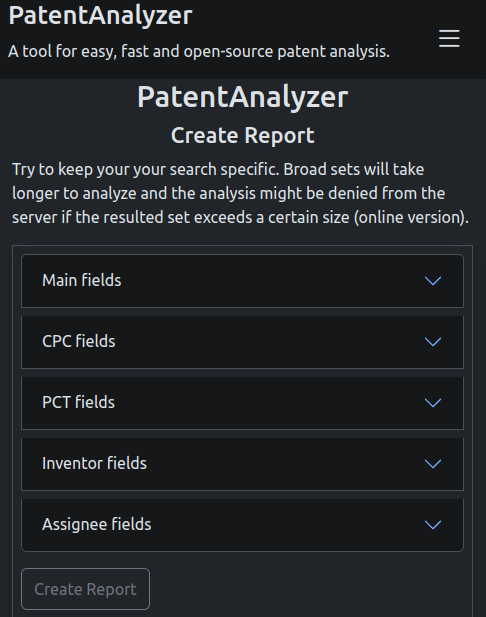 PatentAnalyzer
A tool for easy, fast and open-source patent analysis.
PatentAnalyzer
Create Report
Try to keep your your search specific. Broad sets will take
longer to analyze and the analysis might be denied from the
server if the resulted set exceeds a certain size (online version).
Main fields
CPC fields
PCT fields
Inventor fields
Assignee fields
Create Report